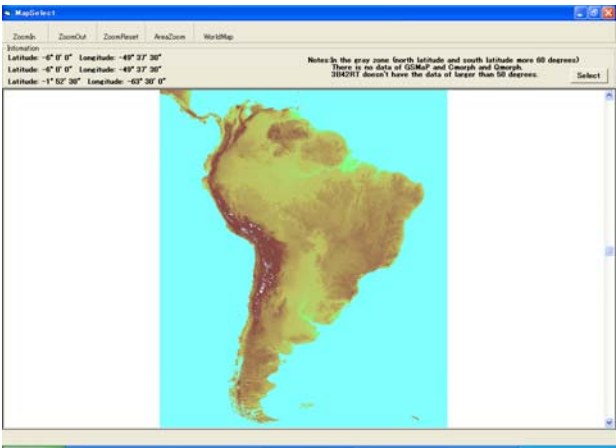 MapSelect
ZoomIn ZoomOut ZoomReset AreaZoom WorldMap
Infomation
Latitude: -6° 0' 0" Longitude: -49° 37' 30"
Latitude: -6° 0' 0" Longitude: -49° 37' 30"
Latitude: -1° 52' 30" Longitude: -63° 30' 0"
Notes:In the gray zone (north latitude and south latitude more 60 degrees)
There is no data of GSMaP and Cmorph and Qmorph.
3B42RT doesn't have the data of larger than 50 degrees.
Select